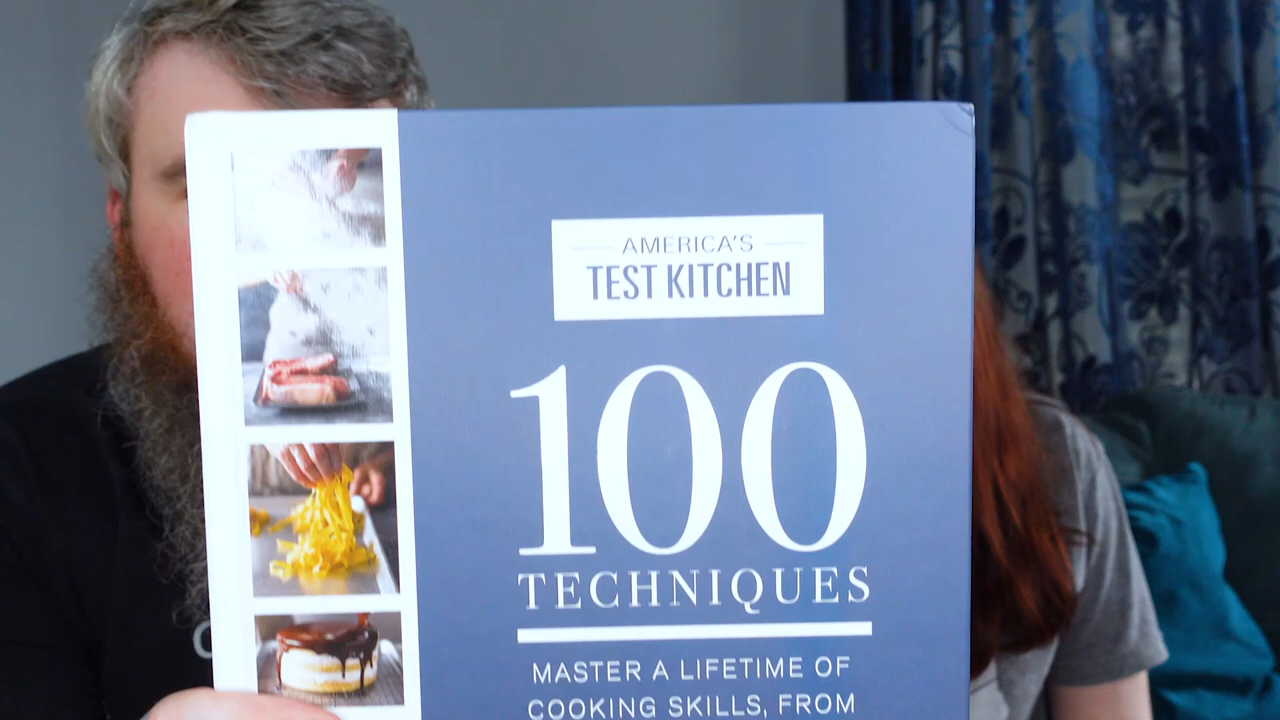 AMERICA'S
TEST KITCHEN
100
TECHNIQUES
MASTER A LIFETIME OF
COOKING SKILLS, FROM